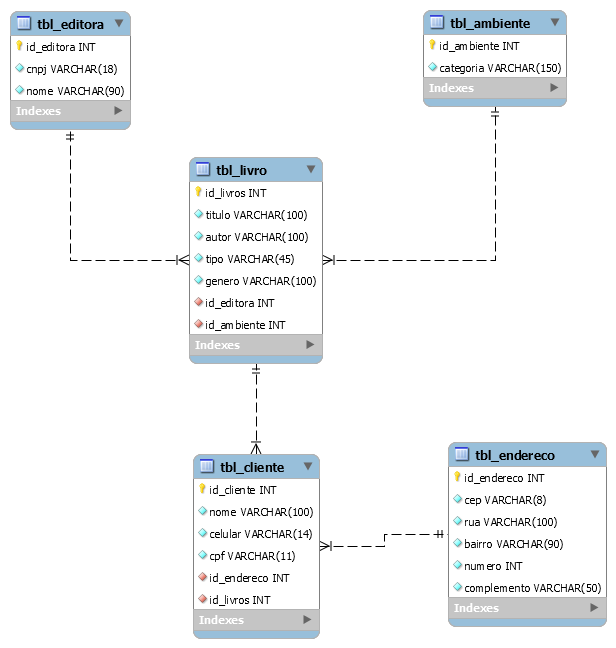 tbl_editora
id_editora INT
cnpj VARCHAR(18)
nome VARCHAR(90)
Indexes
tbl_ambiente
id_ambiente INT
categoria VARCHAR(150)
Indexes
tbl_livro
id_livros INT
titulo VARCHAR(100)
autor VARCHAR(100)
tipo VARCHAR(45)
genero VARCHAR(100)
id_editora INT
id_ambiente INT
Indexes
tbl_cliente
id_cliente INT
nome VARCHAR(100)
celular VARCHAR(14)
cpf VARCHAR(11)
id_endereco INT
id_livros INT
Indexes
tbl_endereco
id_endereco INT
cep VARCHAR(8)
rua VARCHAR(100)
bairro VARCHAR(90)
numero INT
complemento VARCHAR(50)
Indexes